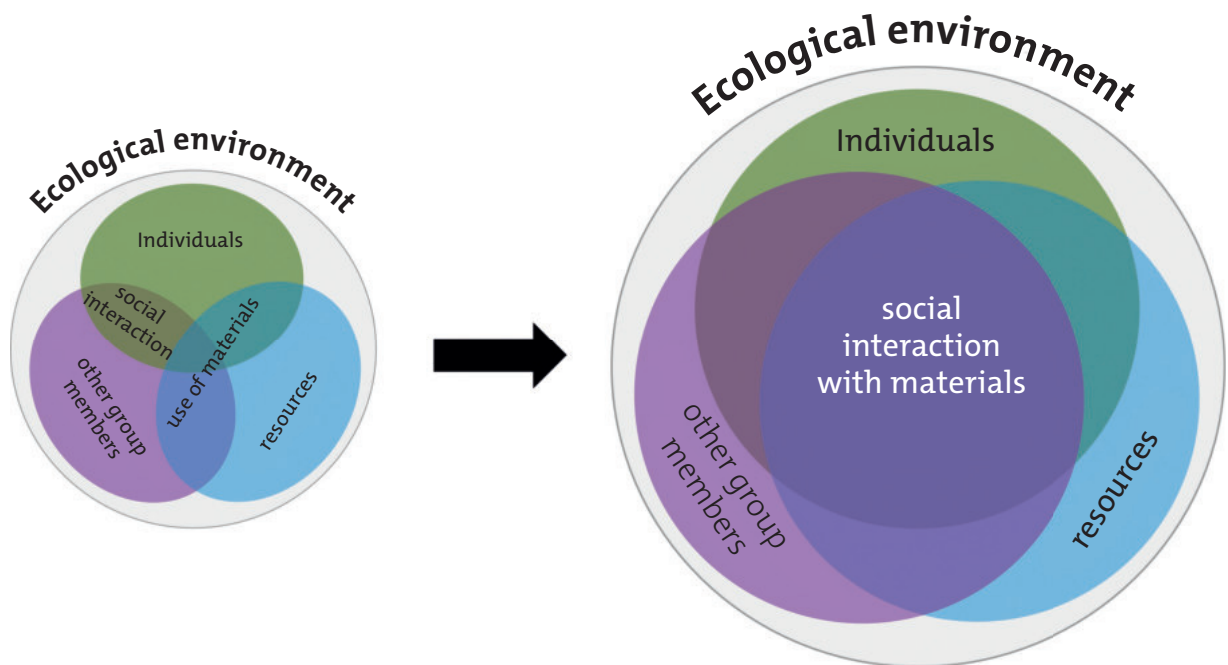 Ecological environment
Individuals
social
interaction
use of materials
other group
members
resources
Ecological environment
Individuals
social
interaction
with materials
other group
members
resources